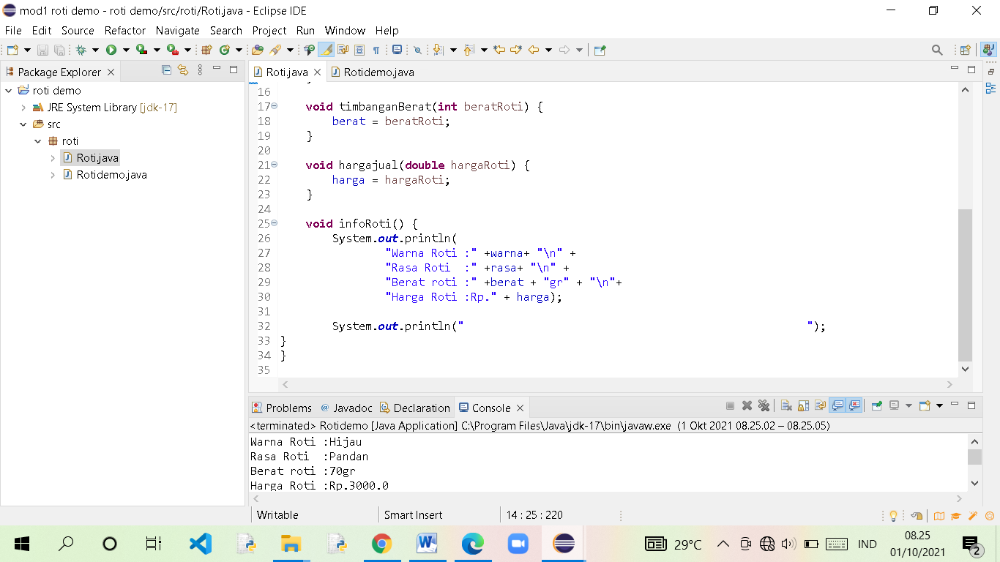 mod1 roti demo - roti demo/src/roti/Roti.java - Eclipse IDE
File Edit Source Refactor Navigate Search Project Run Window Help
Package Explorer
roti demo
JRE System Library [jdk-17]
src
roti
Roti.java
Rotidemo.java
Roti.java Rotidemo.java
16
17 void timbanganBerat(int beratRoti) {
18 berat = beratRoti;
19 }
20
21 void hargajual(double hargaRoti) {
22 harga = hargaRoti;
23 }
24
25 void infoRoti() {
26 System.out.println(
27 "Warna Roti :" +warna+ "\n" +
28 "Rasa Roti  :" +rasa+ "\n" +
29 "Berat roti :" +berat + "gr" + "\n"+
30 "Harga Roti :Rp." + harga);
31
32 System.out.println("                                                    ");
33 }
34 }
35
Problems Javadoc Declaration Console
<terminated> Rotidemo [Java Application] C:\Program Files\Java\jdk-17\bin\javaw.exe (1 Okt 2021 08.25.02 – 08.25.05)
Warna Roti :Hijau
Rasa Roti  :Pandan
Berat roti :70gr
Harga Roti :Rp.3000.0
Writable Smart Insert 14 : 25 : 220
29°C IND 08.25
01/10/2021
2